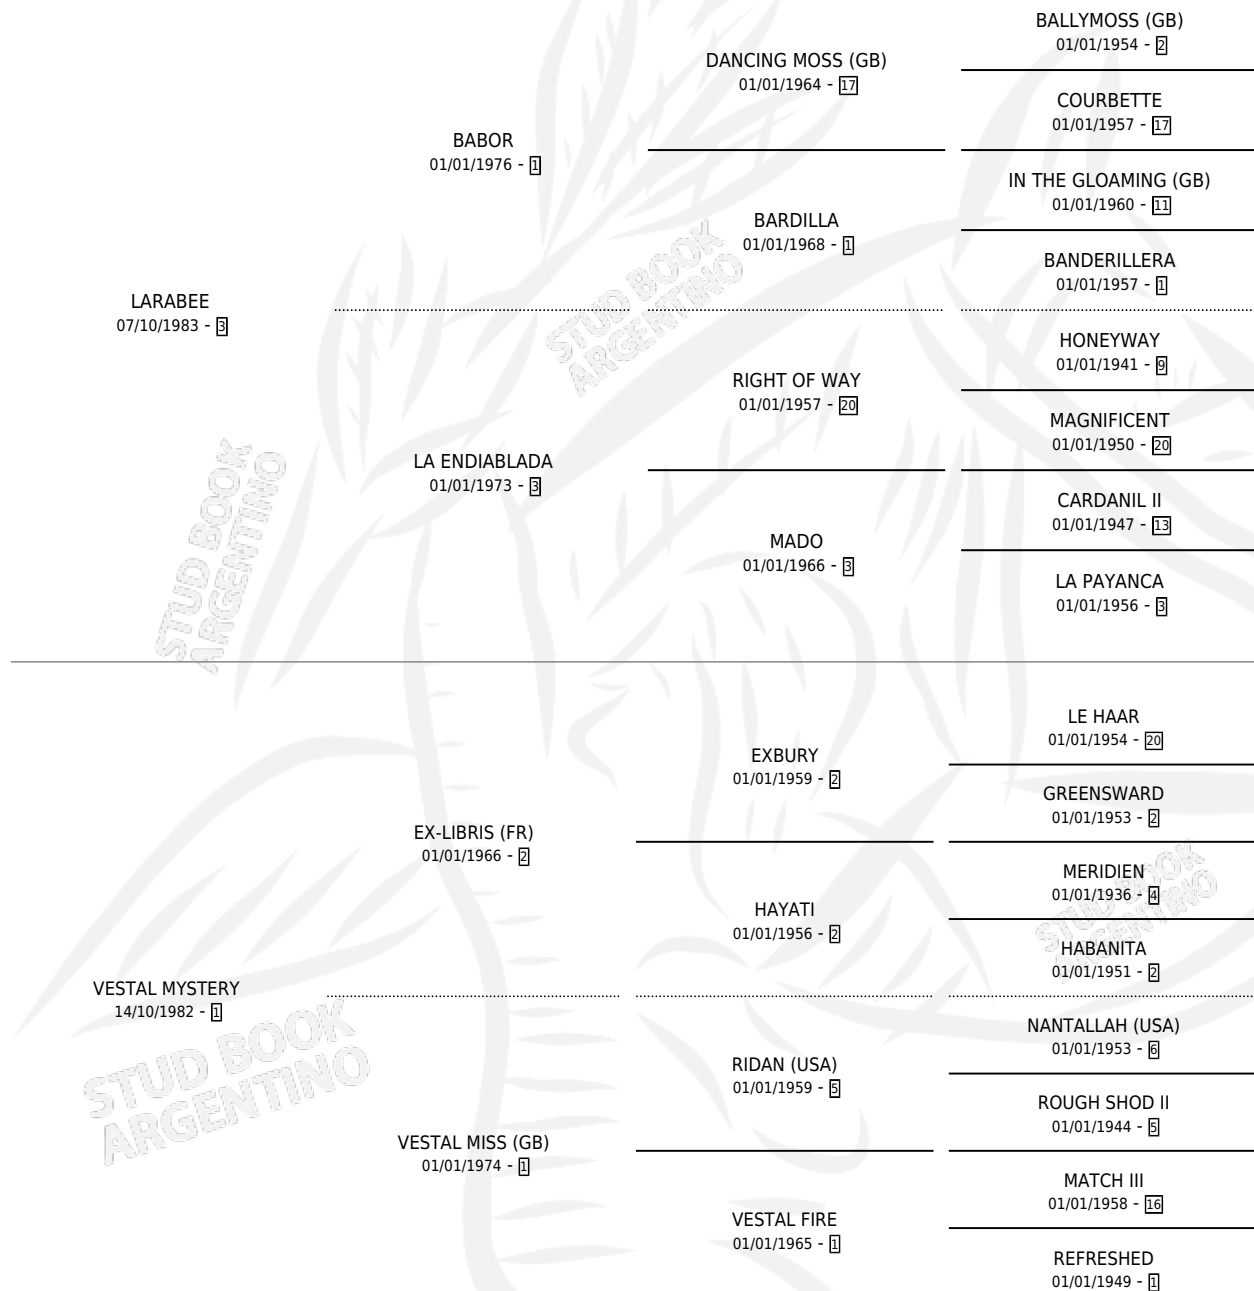 BALLYMOSS (GB)
01/01/1954 - 2
DANCING MOSS (GB)
01/01/1964 - 17
COURBETTE
01/01/1957 - 17
BABOR
01/01/1976 - 1
IN THE GLOAMING (GB)
01/01/1960 - 11
BARDILLA
01/01/1968 - 1
BANDERILLERA
01/01/1957 - 1
LARABEE
07/10/1983 - 3
HONEYWAY
01/01/1941 - 9
RIGHT OF WAY
01/01/1957 - 20
MAGNIFICENT
01/01/1950 - 20
LA ENDIABLADA
01/01/1973 - 3
CARDANIL II
01/01/1947 - 13
MADO
01/01/1966 - 3
LA PAYANCA
01/01/1956 - 3
LE HAAR
01/01/1954 - 20
EXBURY
01/01/1959 - 2
GREENSWARD
01/01/1953 - 2
EX-LIBRIS (FR)
01/01/1966 - 2
MERIDIEN
01/01/1936 - 4
HAYATI
01/01/1956 - 2
HABANITA
01/01/1951 - 2
VESTAL MYSTERY
14/10/1982 - 1
NANTALLAH (USA)
01/01/1953 - 6
RIDAN (USA)
01/01/1959 - 5
ROUGH SHOD II
01/01/1944 - 5
VESTAL MISS (GB)
01/01/1974 - 1
MATCH III
01/01/1958 - 16
VESTAL FIRE
01/01/1965 - 1
REFRESHED
01/01/1949 - 1
STUD BOOK
ARGENTINO
STUD BOOK
ARGENTINO
STUD BOOK
ARGENTINO
STUD BOOK
ARGENTINO